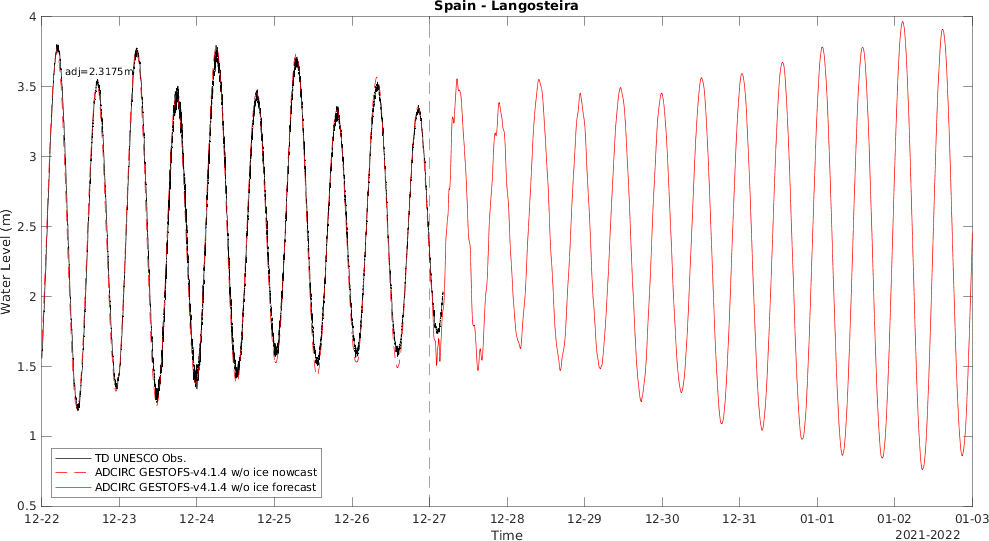 Spain - Langosteira
4
3.5
3
2.5
2
1.5
1
0.5
Water Level (m)
adj=2.3175m
TD UNESCO Obs.
ADCIRC GESTOFS-v4.1.4 w/o ice nowcast
ADCIRC GESTOFS-v4.1.4 w/o ice forecast
12-22 12-23 12-24 12-25 12-26 12-27 12-28 12-29 12-30 12-31 01-01 01-02 01-03
Time
2021-2022